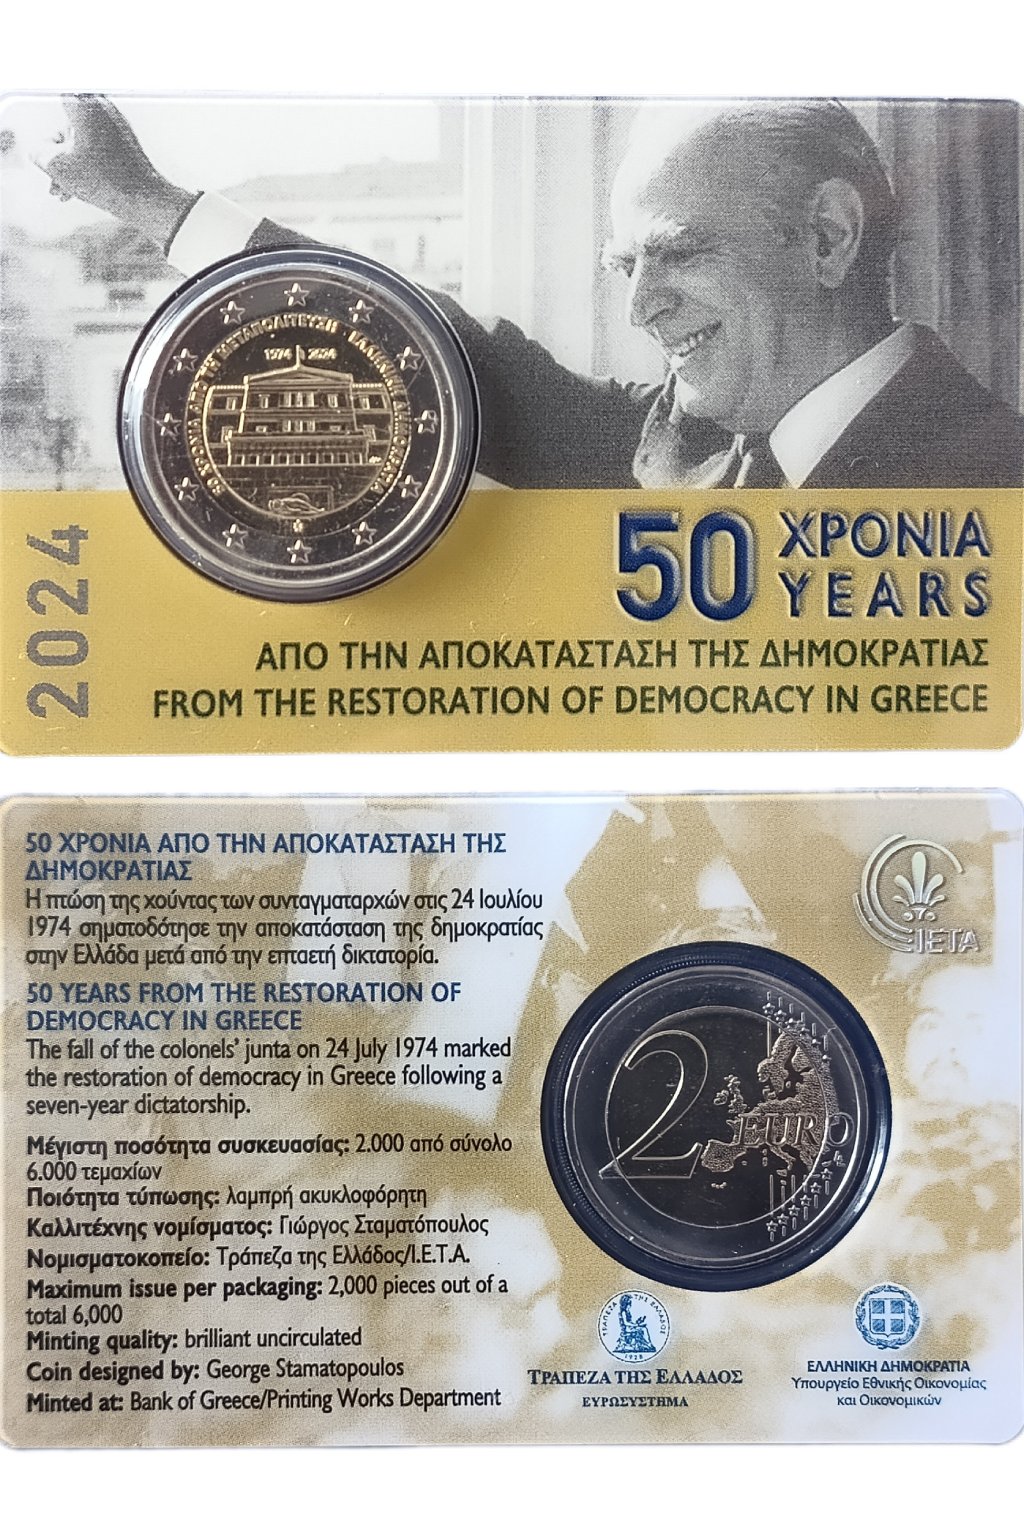 50 ΧΡΟΝΙΑ ΑΠΟ ΤΗ ΜΕΤΑΠΟΛΙΤΕΥΣΗ · ΕΛΛΗΝΙΚΗ ΔΗΜΟΚΡΑΤΙΑ
1974 2024
2024
50 ΧΡΟΝΙΑ
YEARS
ΑΠΟ ΤΗΝ ΑΠΟΚΑΤΑΣΤΑΣΗ ΤΗΣ ΔΗΜΟΚΡΑΤΙΑΣ
FROM THE RESTORATION OF DEMOCRACY IN GREECE
50 ΧΡΟΝΙΑ ΑΠΟ ΤΗΝ ΑΠΟΚΑΤΑΣΤΑΣΗ ΤΗΣ
ΔΗΜΟΚΡΑΤΙΑΣ
Η πτώση της χούντας των συνταγματαρχών στις 24 Ιουλίου
1974 σηματοδότησε την αποκατάσταση της δημοκρατίας
στην Ελλάδα μετά από την επταετή δικτατορία.
50 YEARS FROM THE RESTORATION OF
DEMOCRACY IN GREECE
The fall of the colonels' junta on 24 July 1974 marked
the restoration of democracy in Greece following a
seven-year dictatorship.
Μέγιστη ποσότητα συσκευασίας: 2.000 από σύνολο
6.000 τεμαχίων
Ποιότητα τύπωσης: λαμπρή ακυκλοφόρητη
Καλλιτέχνης νομίσματος: Γιώργος Σταματόπουλος
Νομισματοκοπείο: Τράπεζα της Ελλάδος/Ι.Ε.Τ.Α.
Maximum issue per packaging: 2,000 pieces out of a
total 6,000
Minting quality: brilliant uncirculated
Coin designed by: George Stamatopoulos
Minted at: Bank of Greece/Printing Works Department
ΙΕΤΑ
2 EURO
ΤΡΑΠΕΖΑ ΤΗΣ ΕΛΛΑΔΟΣ
1928
ΤΡΑΠΕΖΑ ΤΗΣ ΕΛΛΑΔΟΣ
ΕΥΡΩΣΥΣΤΗΜΑ
ΕΛΛΗΝΙΚΗ ΔΗΜΟΚΡΑΤΙΑ
Υπουργείο Εθνικής Οικονομίας
και Οικονομικών